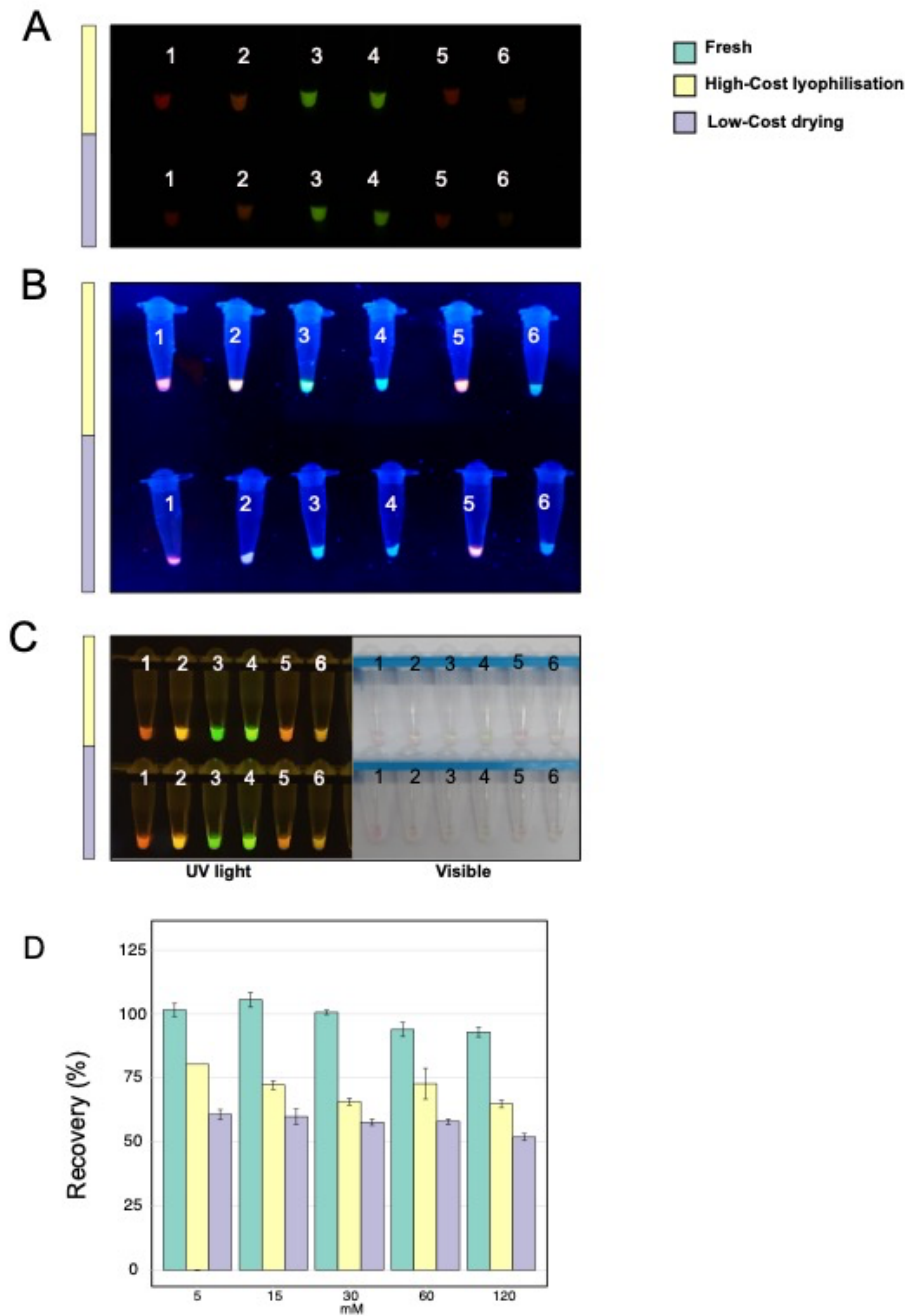 A
1 2 3 4 5 6
1 2 3 4 5 6
Fresh
High-Cost lyophilisation
Low-Cost drying
B
1 2 3 4 5 6
1 2 3 4 5 6
C
1 2 3 4 5 6 1 2 3 4 5 6
1 2 3 4 5 6 1 2 3 4 5 6
UV light Visible
D
Recovery (%)
125
100
75
50
25
0
5 15 30 60 120
mM